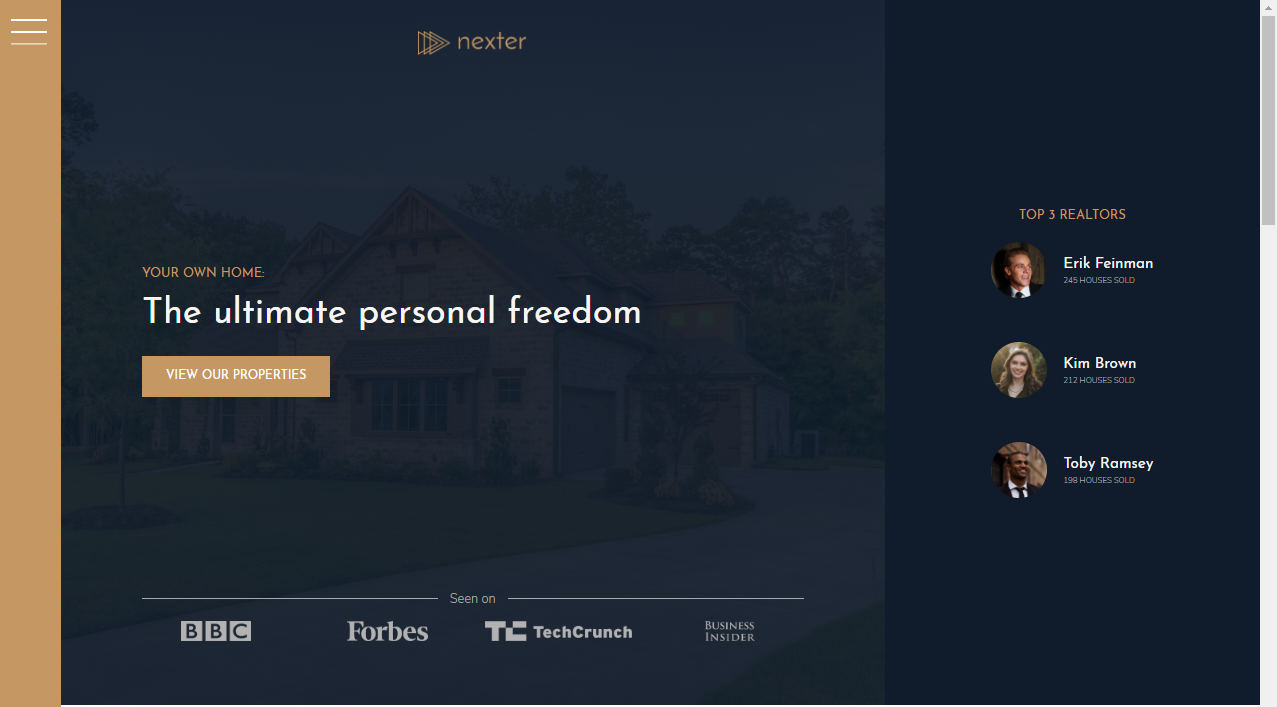 nexter
YOUR OWN HOME:
The ultimate personal freedom
VIEW OUR PROPERTIES
Seen on
BBC
Forbes
TC TechCrunch
BUSINESS
INSIDER
TOP 3 REALTORS
Erik Feinman
245 HOUSES SOLD
Kim Brown
212 HOUSES SOLD
Toby Ramsey
198 HOUSES SOLD